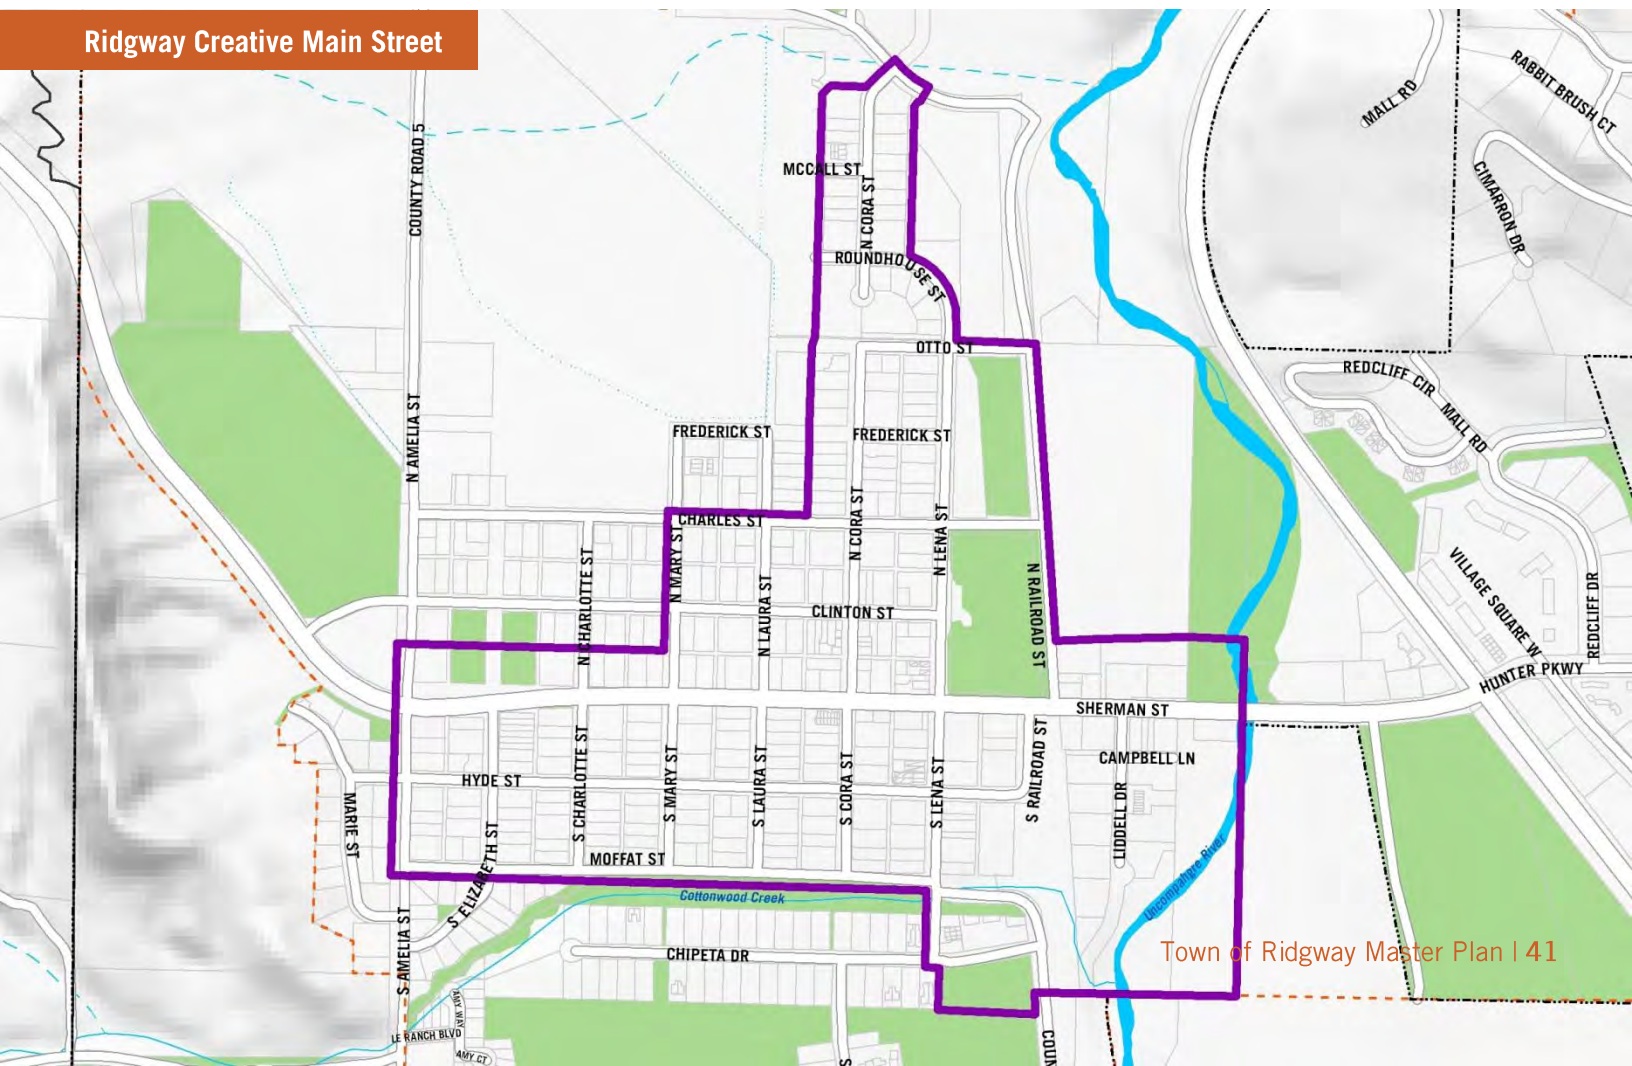 Ridgway Creative Main Street
MALL RD
RABBIT BRUSH CT
COUNTY ROAD 5
MCCALL ST
N CORA ST
CIMARRON DR
ROUNDHOUSE ST
OTTO ST
REDCLIFF CIR
MALL RD
N AMELIA ST
FREDERICK ST
FREDERICK ST
CHARLES ST
N CORA ST
N LENA ST
N MARY ST
N CHARLOTTE ST
N LAURA ST
CLINTON ST
N RAILROAD ST
VILLAGE SQUARE W
REDCLIFF DR
HUNTER PKWY
SHERMAN ST
CAMPBELL LN
HYDE ST
S CHARLOTTE ST
S MARY ST
S LAURA ST
S CORA ST
S LENA ST
S RAILROAD ST
LIDDELL DR
MARIE ST
S ELIZABETH ST
MOFFAT ST
Uncompahgre River
Cottonwood Creek
S AMELIA ST
CHIPETA DR
Town of Ridgway Master Plan | 41
AMY WAY
LE RANCH BLVD
AMY CT
S
COUN